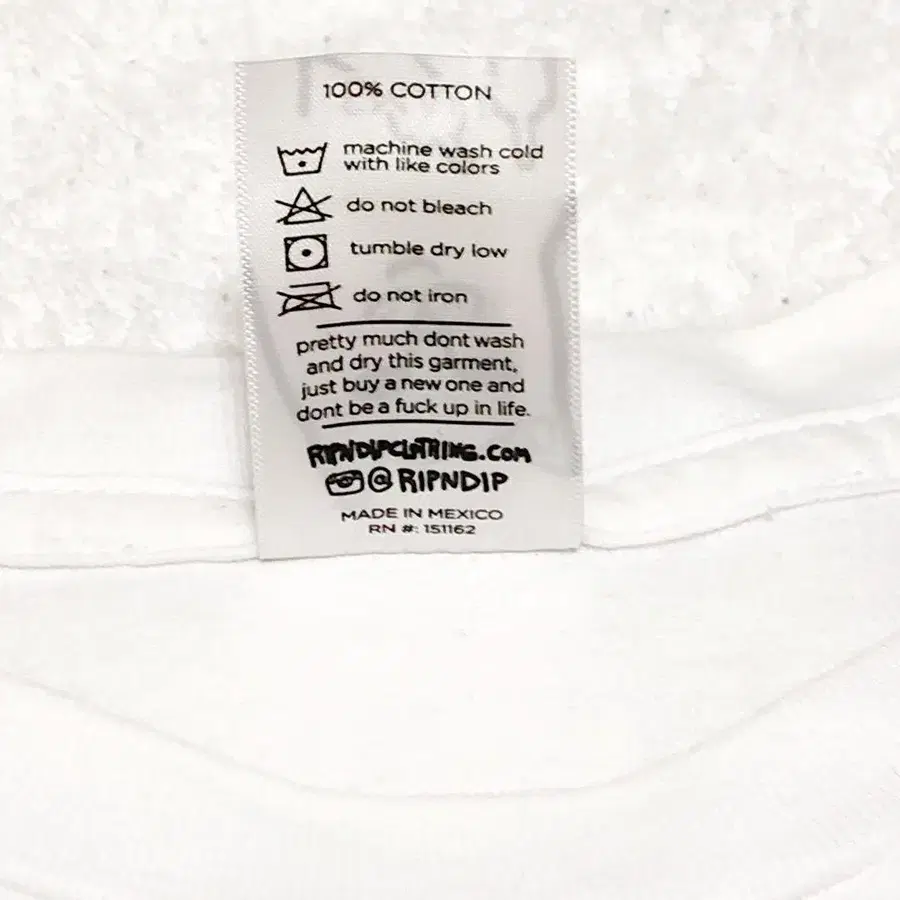 100% COTTON
machine wash cold
with like colors
do not bleach
tumble dry low
do not iron
pretty much dont wash
and dry this garment,
just buy a new one and
dont be a fuck up in life.
RIPNDIPCLOTHING.COM
@RIPNDIP
MADE IN MEXICO
RN #: 151162